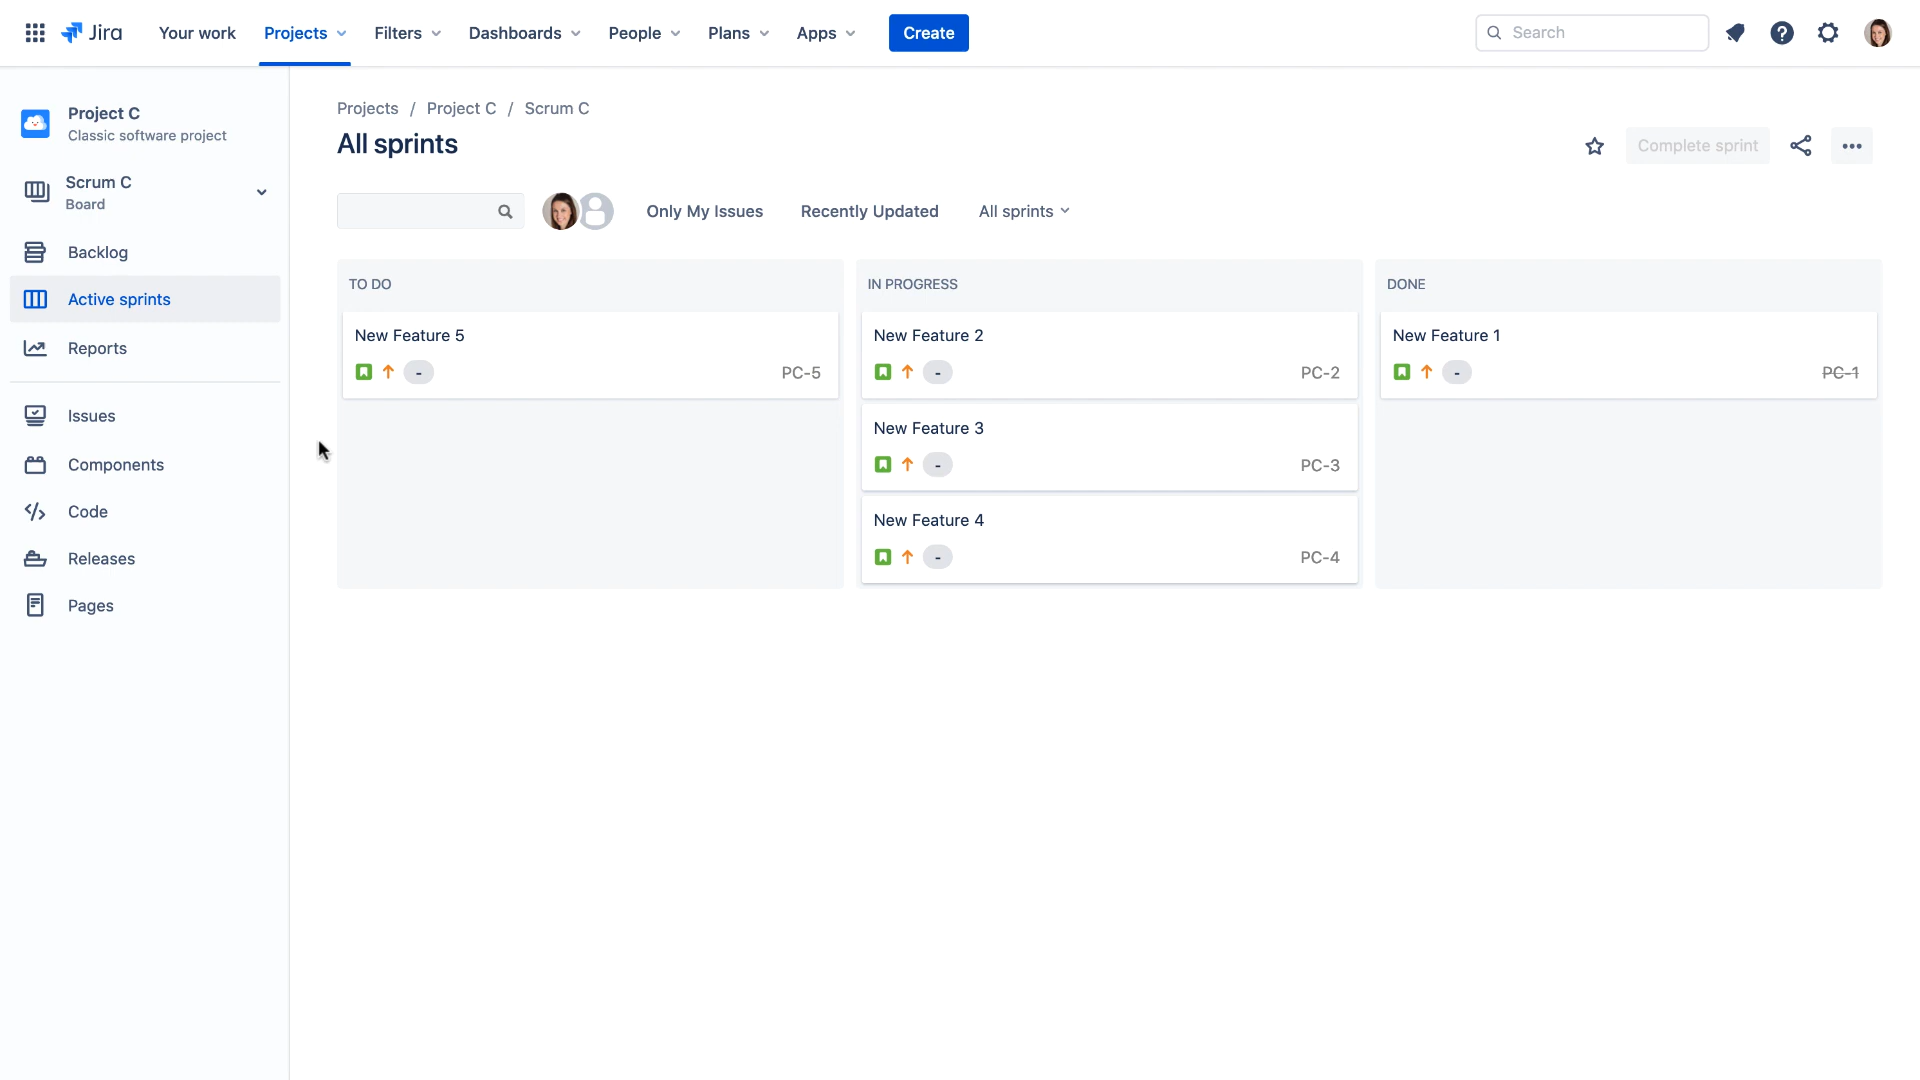 Jira
Your work
Projects
Filters
Dashboards
People
Plans
Apps
Create
Search
Project C
Classic software project
Scrum C
Board
Backlog
Active sprints
Reports
Issues
Components
Code
Releases
Pages
Projects / Project C / Scrum C
All sprints
Complete sprint
Only My Issues
Recently Updated
All sprints
TO DO
New Feature 5
- PC-5
IN PROGRESS
New Feature 2
- PC-2
New Feature 3
- PC-3
New Feature 4
- PC-4
DONE
New Feature 1
- PC-1